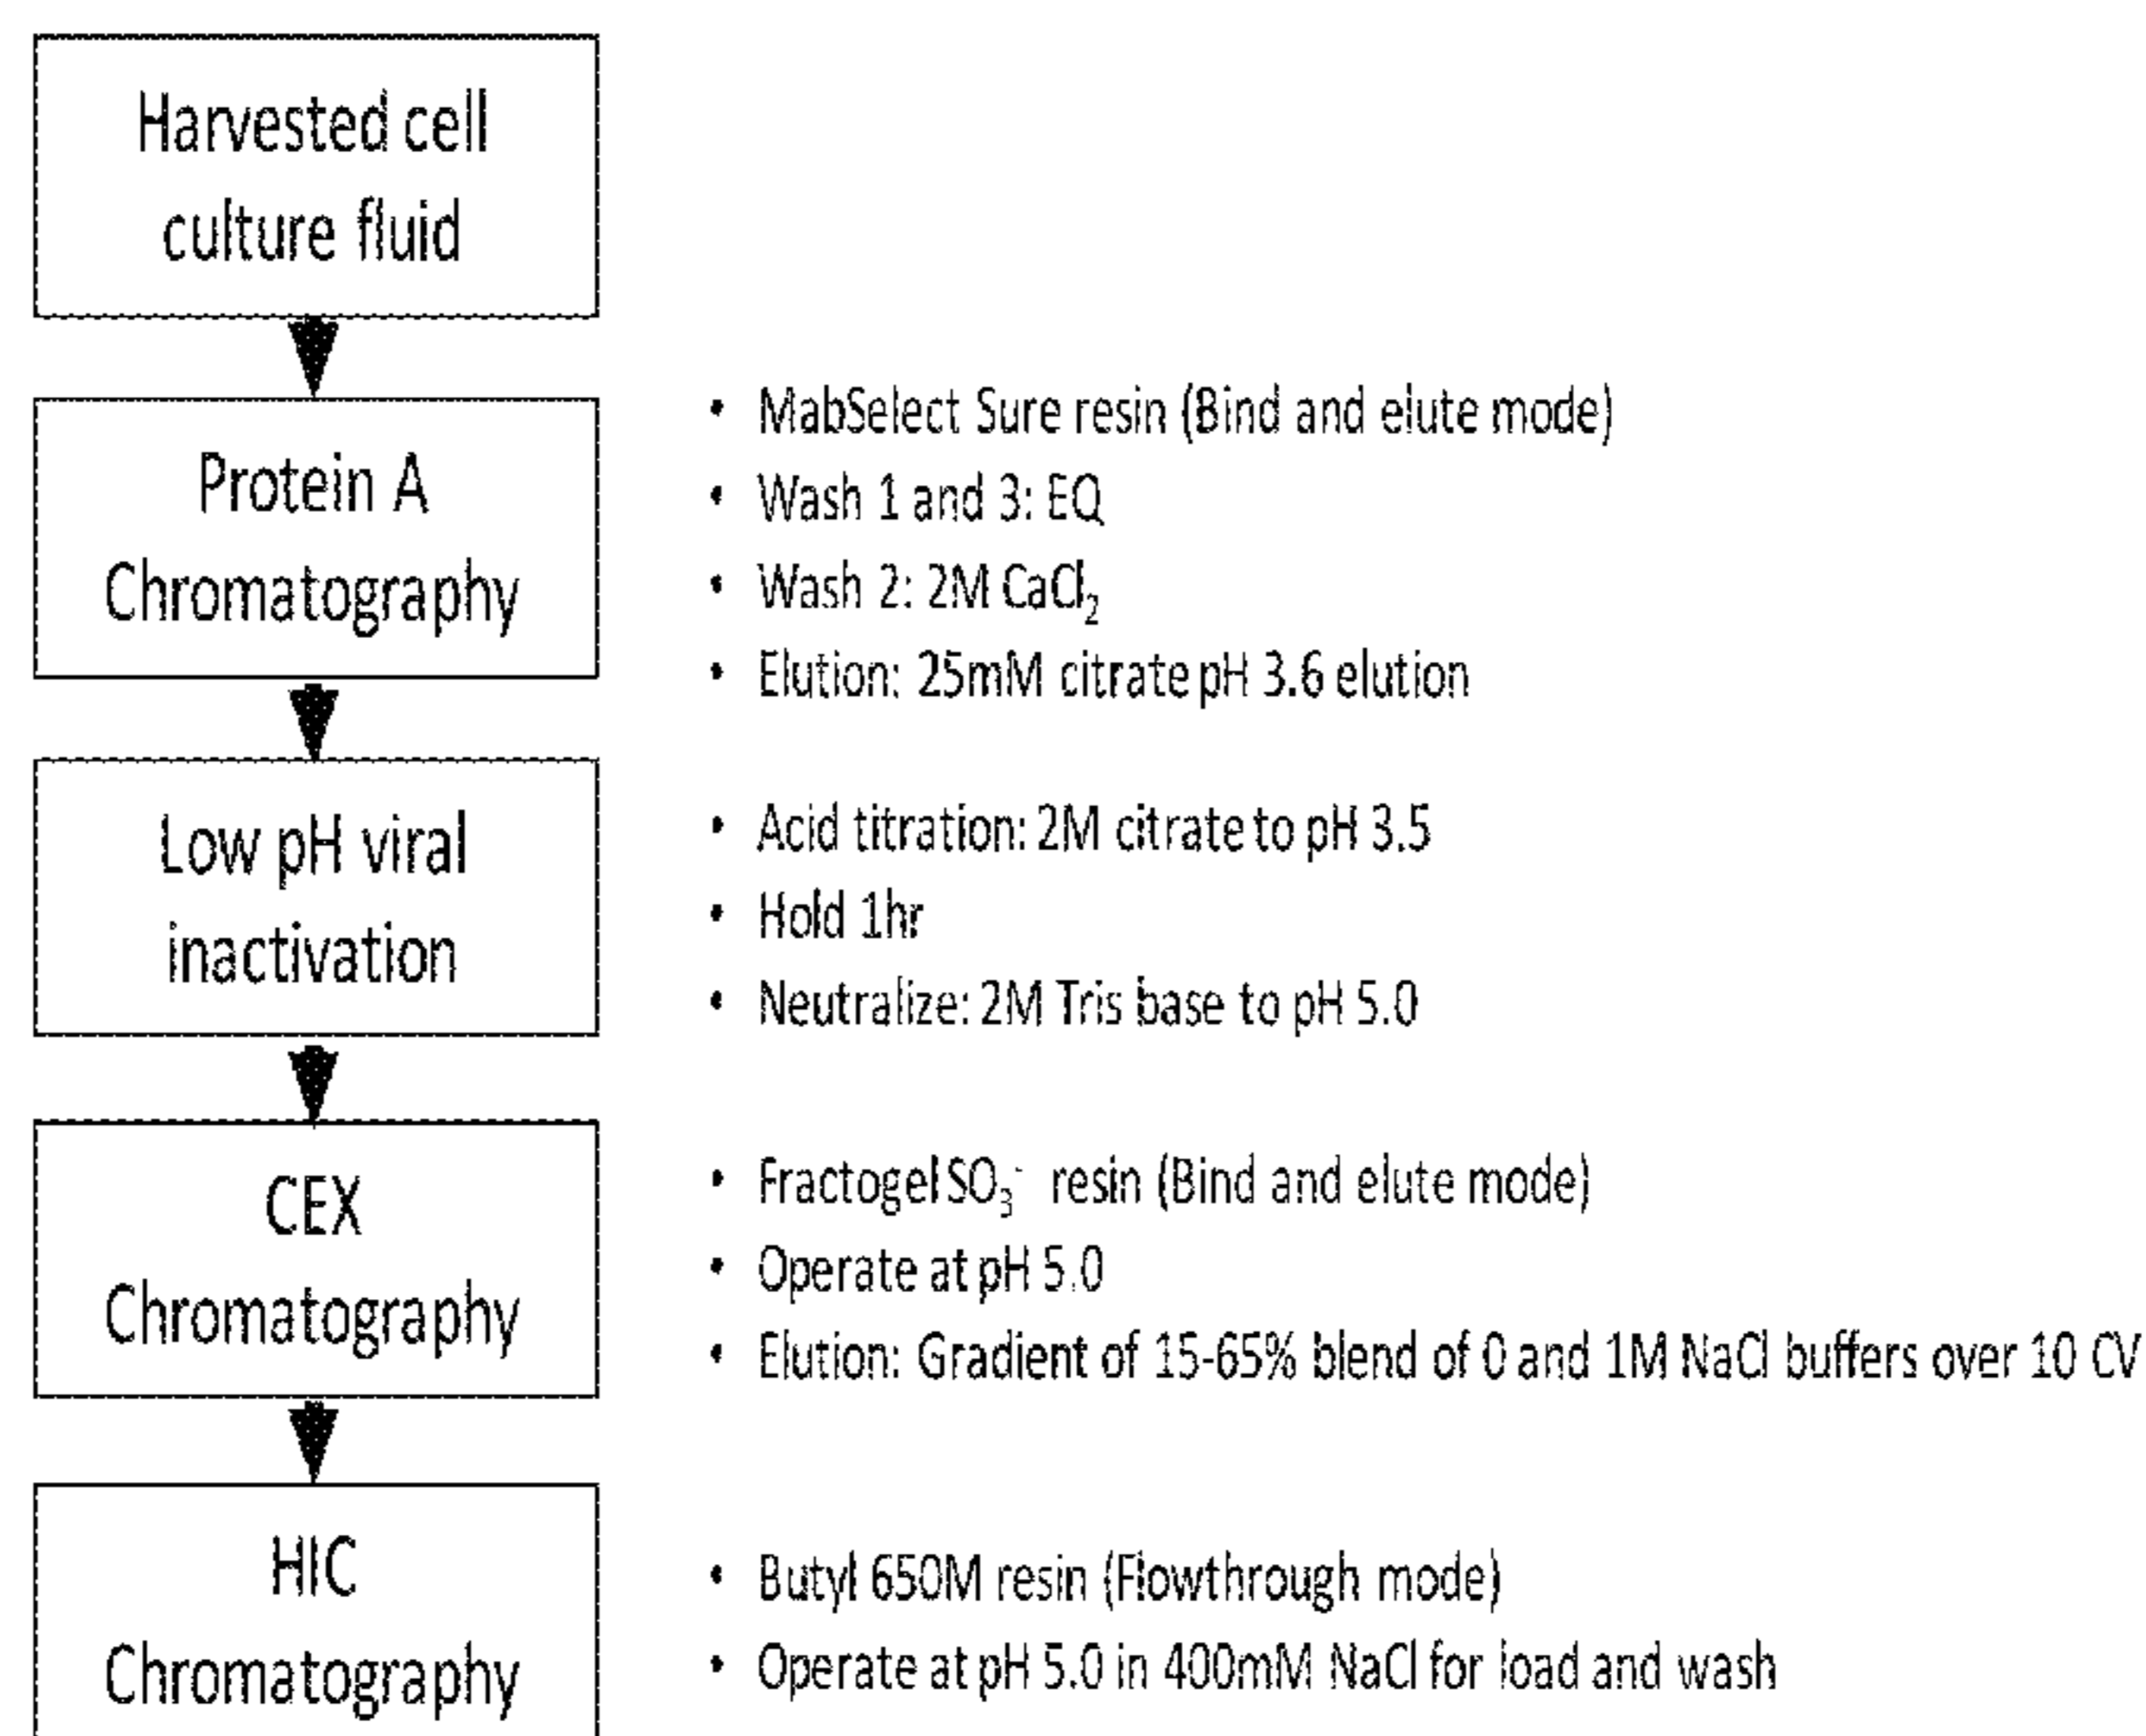 Harvested cell
culture fluid
Protein A
Chromatography
• MabSelect Sure resin (Bind and elute mode)
• Wash 1 and 3: EQ
• Wash 2: 2M CaCl₂
• Elution: 25mM citrate pH 3.6 elution
Low pH viral
inactivation
• Acid titration: 2M citrate to pH 3.5
• Hold 1hr
• Neutralize: 2M Tris base to pH 5.0
CEX
Chromatography
• Fractogel SO₃⁻ resin (Bind and elute mode)
• Operate at pH 5.0
• Elution: Gradient of 15-65% blend of 0 and 1M NaCl buffers over 10 CV
HIC
Chromatography
• Butyl 650M resin (Flowthrough mode)
• Operate at pH 5.0 in 400mM NaCl for load and wash